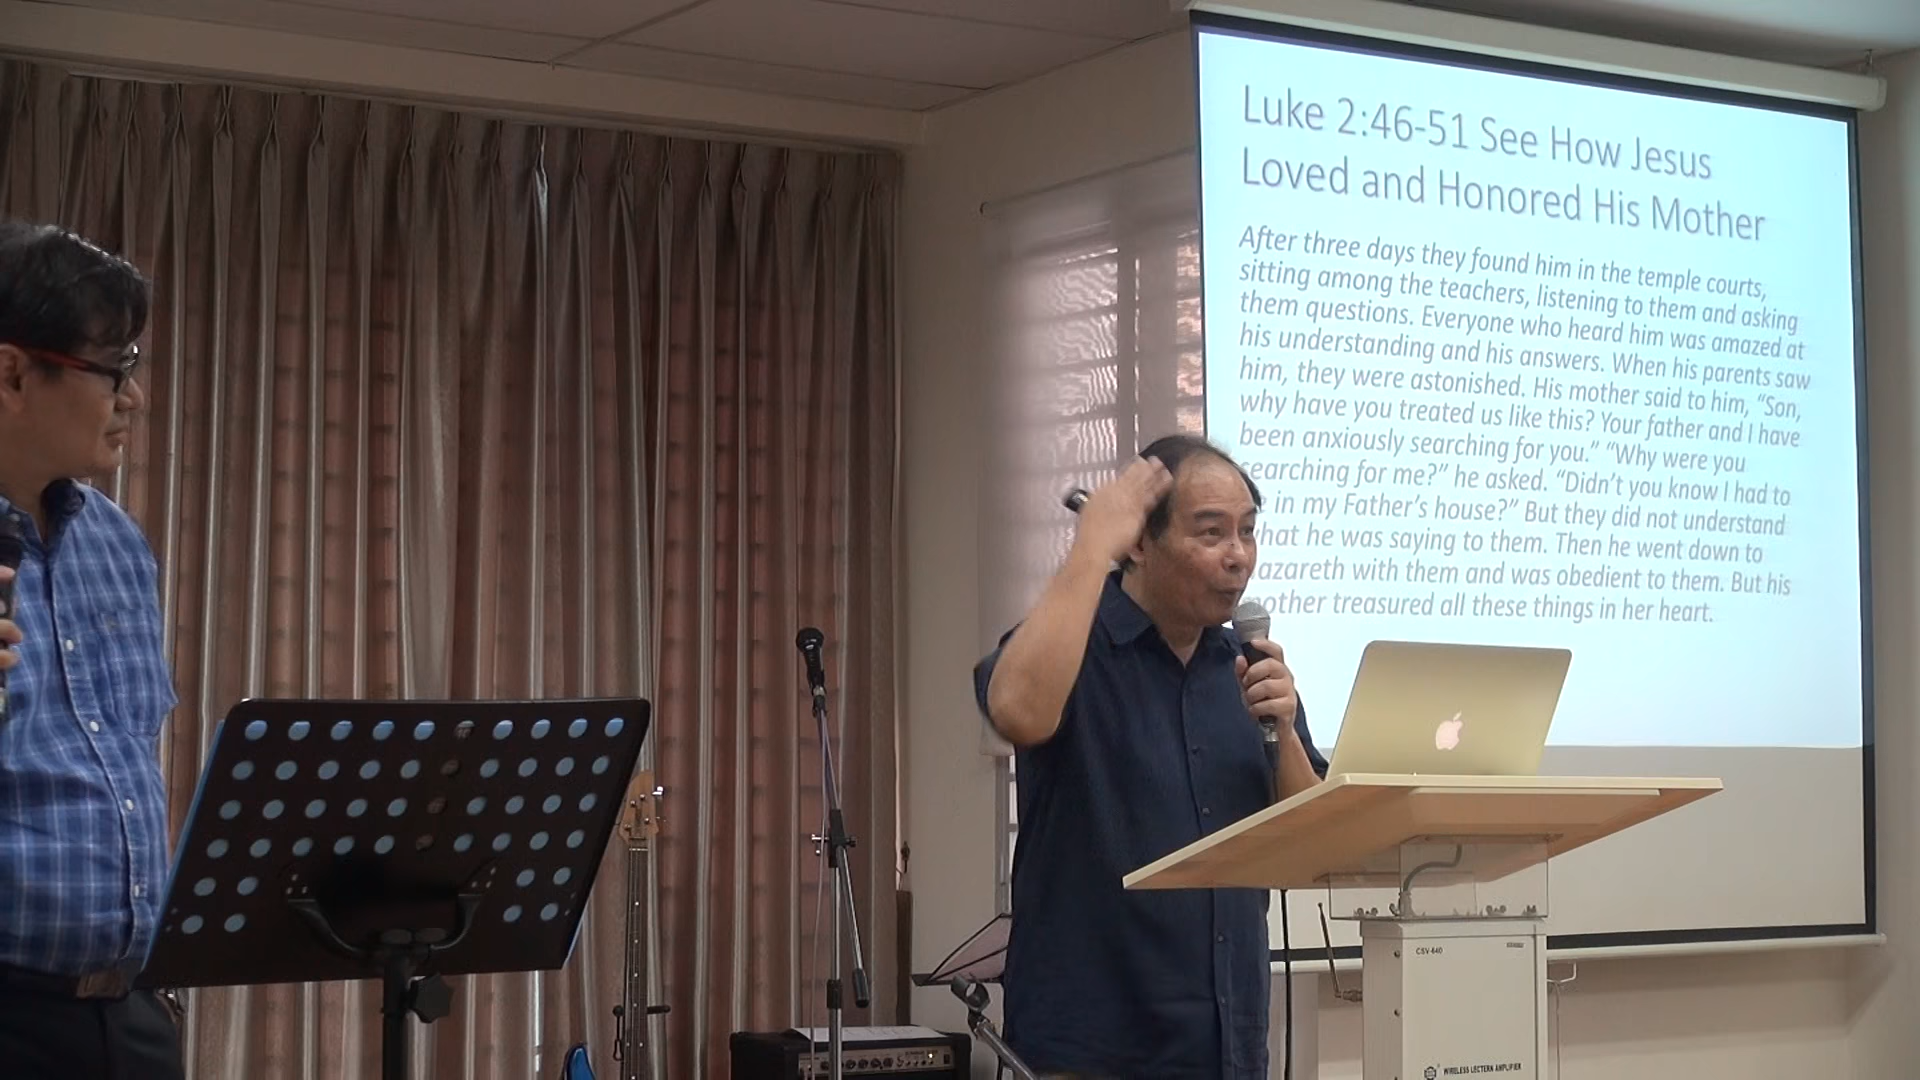 Luke 2:46-51 See How Jesus
Loved and Honored His Mother
After three days they found him in the temple courts,
sitting among the teachers, listening to them and asking
them questions. Everyone who heard him was amazed at
his understanding and his answers. When his parents saw
him, they were astonished. His mother said to him, “Son,
why have you treated us like this? Your father and I have
been anxiously searching for you.” “Why were you
searching for me?” he asked. “Didn’t you know I had to
in my Father’s house?” But they did not understand
what he was saying to them. Then he went down to
Nazareth with them and was obedient to them. But his
mother treasured all these things in her heart.
CSV-640
WIRELESS LECTERN AMPLIFIER